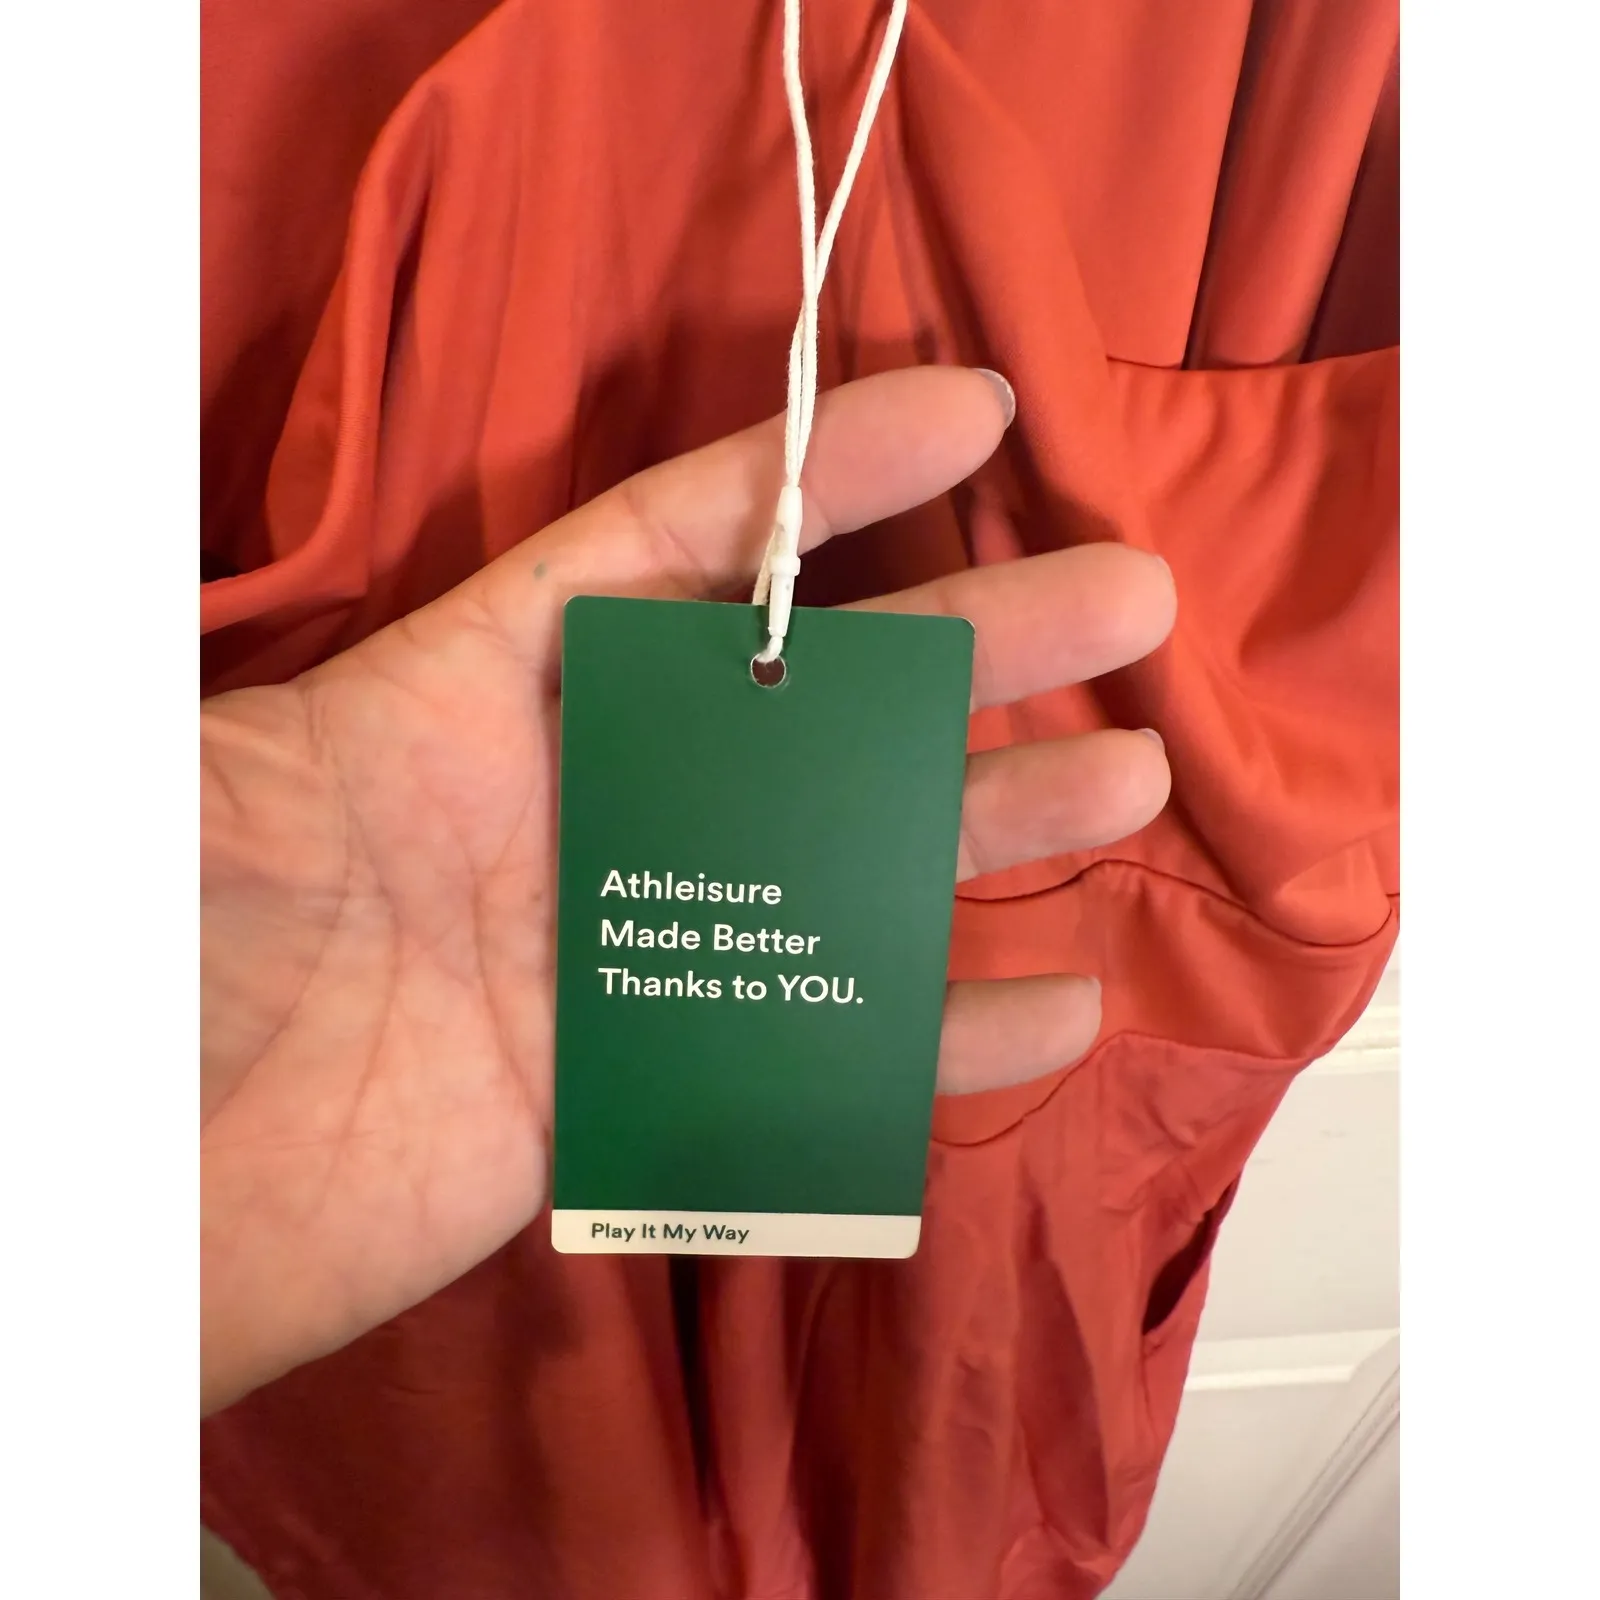 Athleisure
Made Better
Thanks to YOU.
Play It My Way